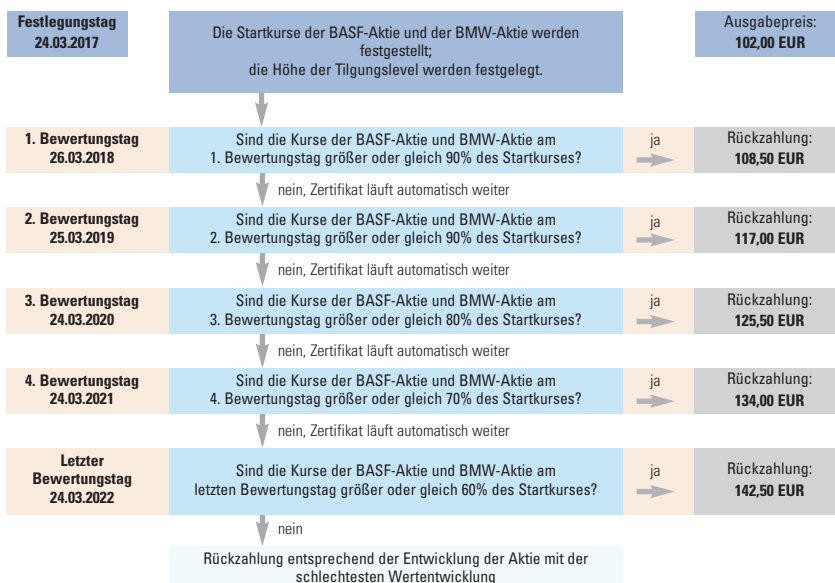 Festlegungstag
24.03.2017
Die Startkurse der BASF-Aktie und der BMW-Aktie werden
festgestellt;
die Höhe der Tilgungslevel werden festgelegt.
Ausgabepreis:
102,00 EUR
1. Bewertungstag
26.03.2018
Sind die Kurse der BASF-Aktie und BMW-Aktie am
1. Bewertungstag größer oder gleich 90% des Startkurses?
ja
Rückzahlung:
108,50 EUR
nein, Zertifikat läuft automatisch weiter
2. Bewertungstag
25.03.2019
Sind die Kurse der BASF-Aktie und BMW-Aktie am
2. Bewertungstag größer oder gleich 90% des Startkurses?
ja
Rückzahlung:
117,00 EUR
nein, Zertifikat läuft automatisch weiter
3. Bewertungstag
24.03.2020
Sind die Kurse der BASF-Aktie und BMW-Aktie am
3. Bewertungstag größer oder gleich 80% des Startkurses?
ja
Rückzahlung:
125,50 EUR
nein, Zertifikat läuft automatisch weiter
4. Bewertungstag
24.03.2021
Sind die Kurse der BASF-Aktie und BMW-Aktie am
4. Bewertungstag größer oder gleich 70% des Startkurses?
ja
Rückzahlung:
134,00 EUR
nein, Zertifikat läuft automatisch weiter
Letzter
Bewertungstag
24.03.2022
Sind die Kurse der BASF-Aktie und BMW-Aktie am
letzten Bewertungstag größer oder gleich 60% des Startkurses?
ja
Rückzahlung:
142,50 EUR
nein
Rückzahlung entsprechend der Entwicklung der Aktie mit der
schlechtesten Wertentwicklung